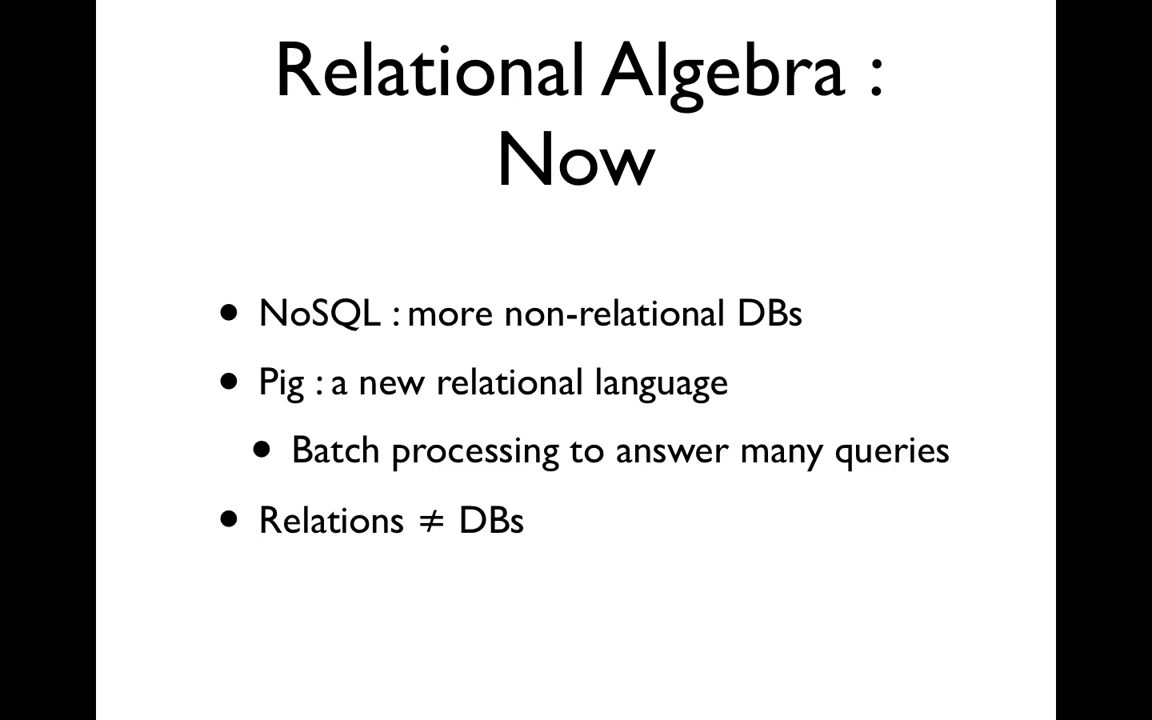 Relational Algebra :
Now
• NoSQL : more non-relational DBs
• Pig : a new relational language
• Batch processing to answer many queries
• Relations ≠ DBs